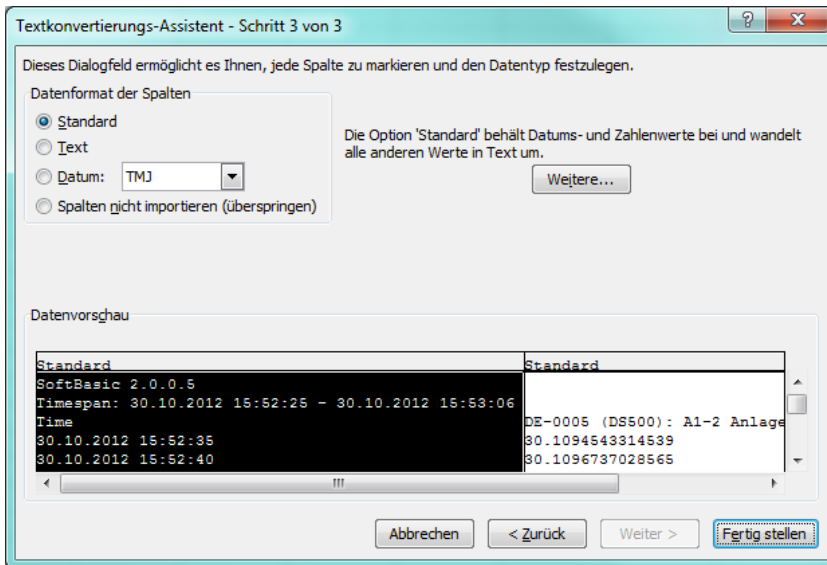 Textkonvertierungs-Assistent - Schritt 3 von 3
Dieses Dialogfeld ermöglicht es Ihnen, jede Spalte zu markieren und den Datentyp festzulegen.
Datenformat der Spalten
Standard
Text
Datum: TMJ
Spalten nicht importieren (überspringen)
Die Option 'Standard' behält Datums- und Zahlenwerte bei und wandelt
alle anderen Werte in Text um.
Weitere...
Datenvorschau
Standard Standard
SoftBasic 2.0.0.5
Timespan: 30.10.2012 15:52:25 - 30.10.2012 15:53:06
Time DE-0005 (DS500): A1-2 Anlage
30.10.2012 15:52:35 30.1094543314539
30.10.2012 15:52:40 30.1096737028565
Abbrechen < Zurück Weiter > Fertig stellen